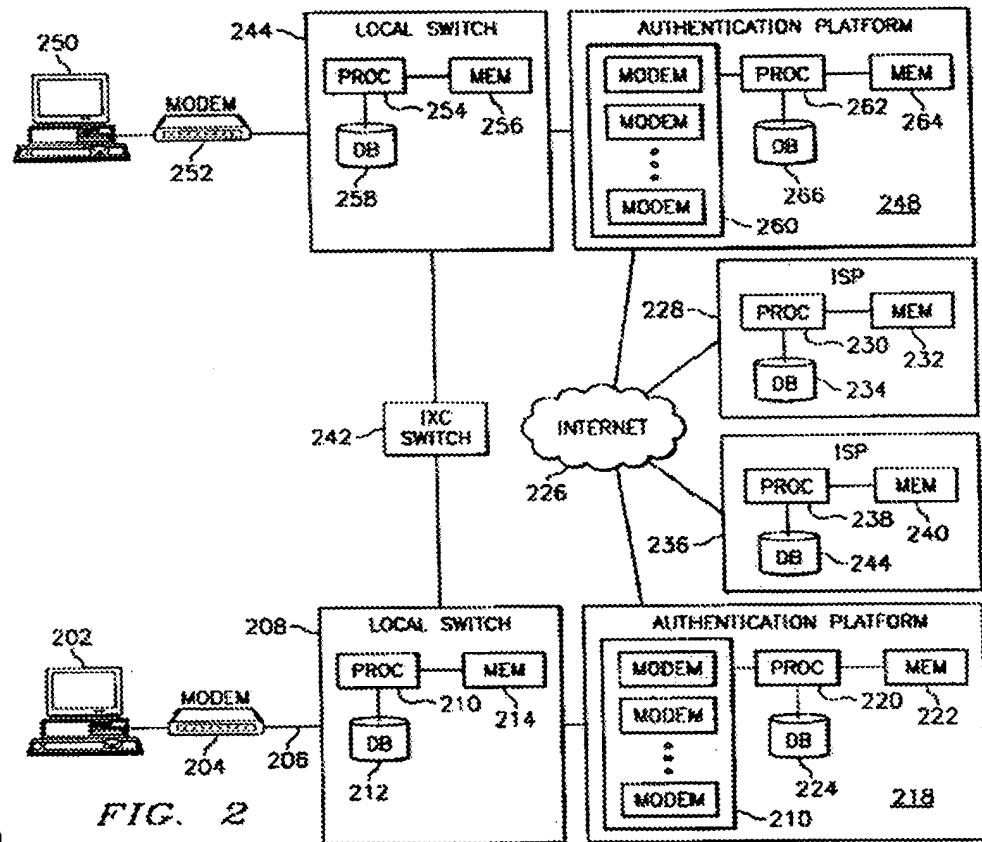 244
LOCAL SWITCH
PROC
MEM
254
256
DB
258
250
MODEM
252
AUTHENTICATION PLATFORM
MODEM
MODEM
MODEM
260
PROC
MEM
262
264
DB
266
248
ISP
228
PROC
MEM
230
232
DB
234
IXC
SWITCH
242
INTERNET
226
ISP
PROC
MEM
238
240
236
DB
244
208
LOCAL SWITCH
PROC
MEM
210
214
DB
212
202
MODEM
204
206
AUTHENTICATION PLATFORM
MODEM
MODEM
MODEM
210
PROC
MEM
220
222
DB
224
218
FIG. 2